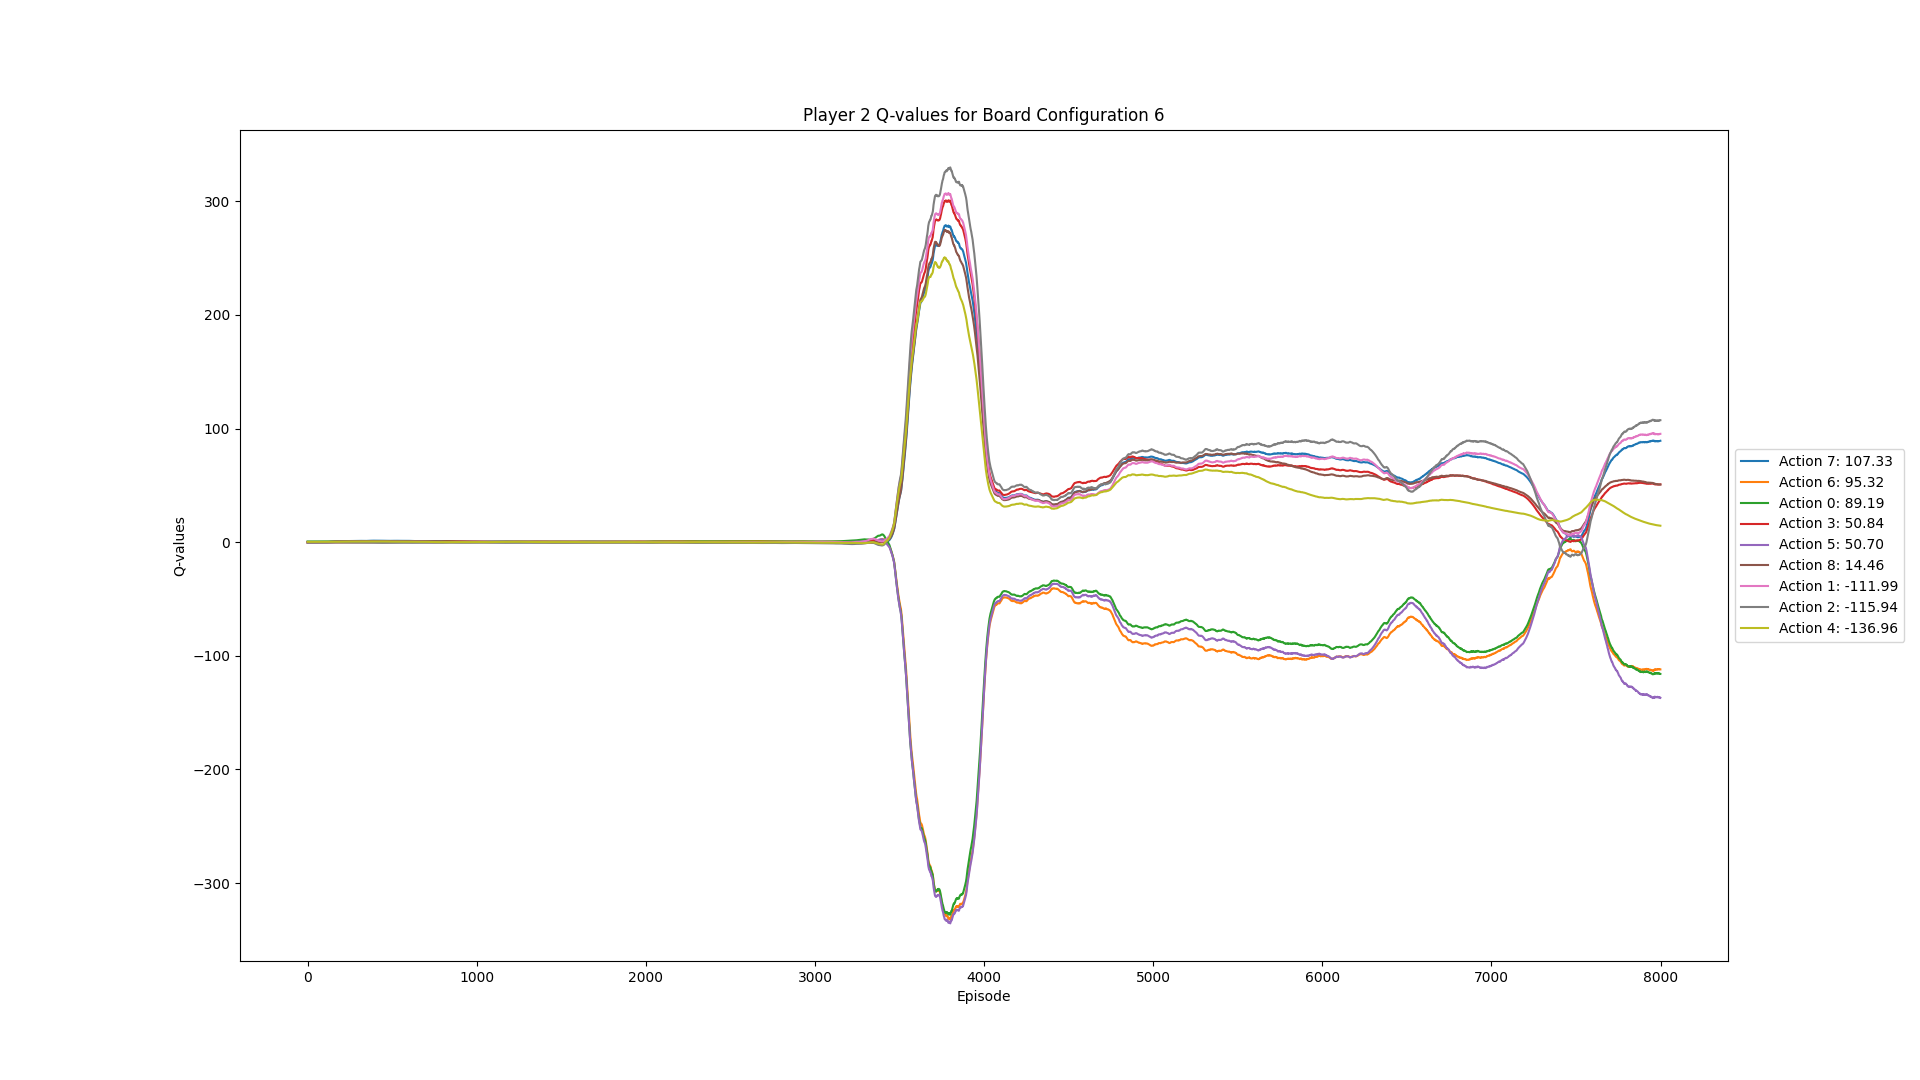 Player 2 Q-values for Board Configuration 6
300
200
100
0
−100
−200
−300
Q-values
0 1000 2000 3000 4000 5000 6000 7000 8000
Episode
Action 7: 107.33
Action 6: 95.32
Action 0: 89.19
Action 3: 50.84
Action 5: 50.70
Action 8: 14.46
Action 1: -111.99
Action 2: -115.94
Action 4: -136.96